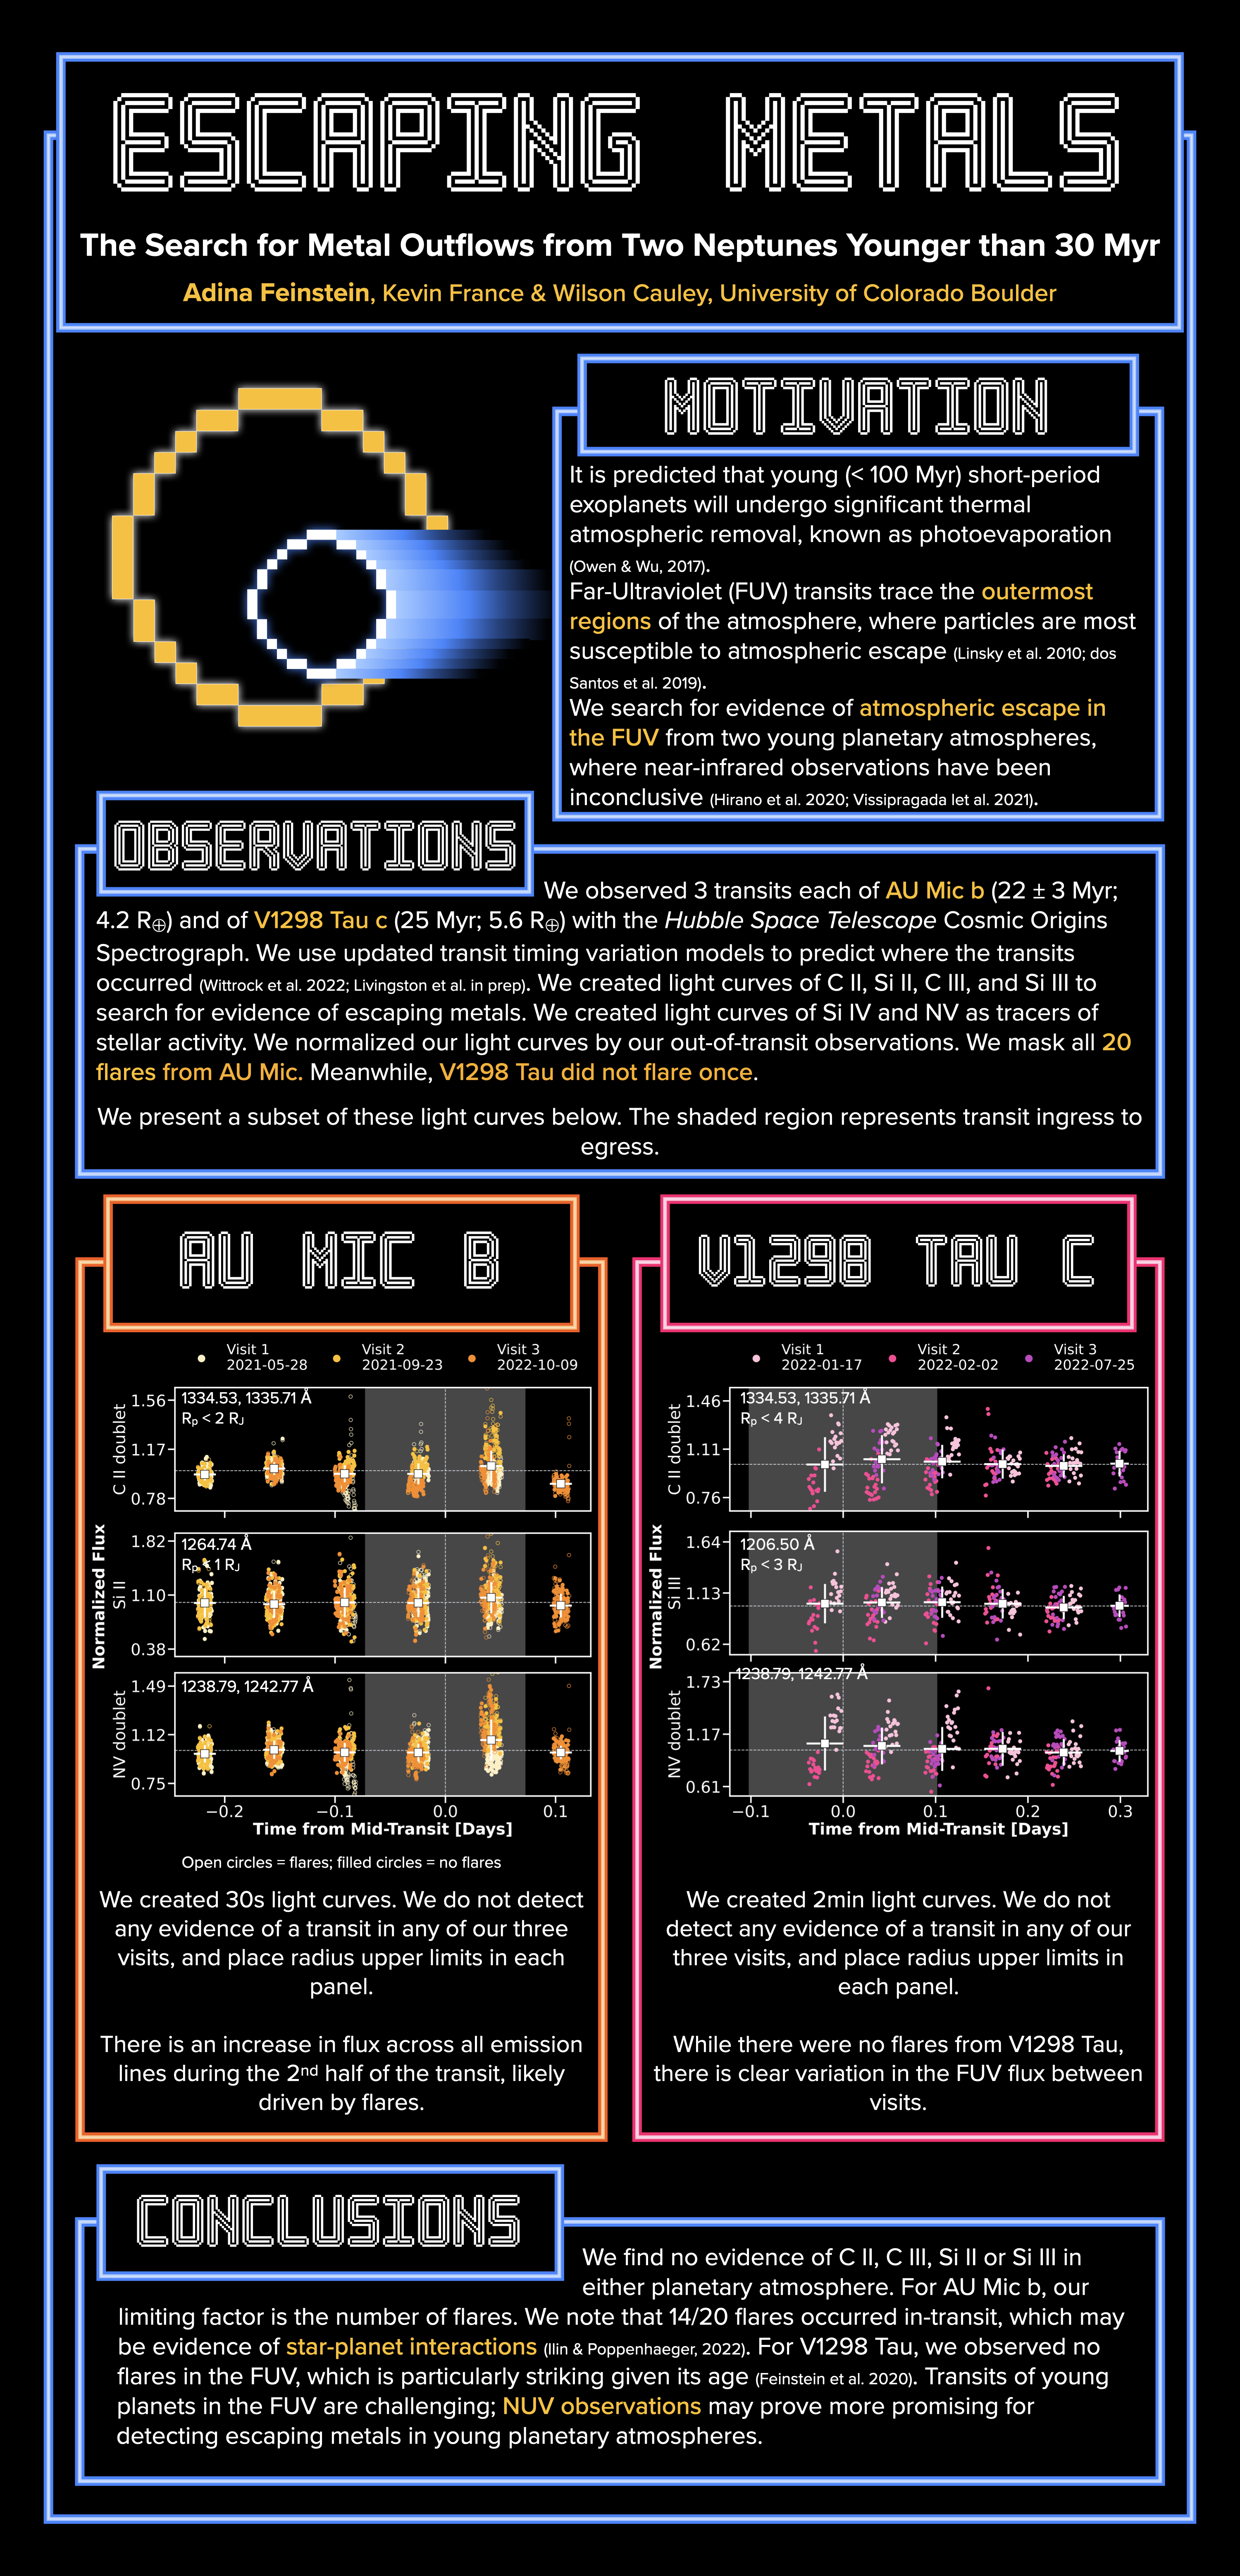 ESCAPING METALS
The Search for Metal Outflows from Two Neptunes Younger than 30 Myr
Adina Feinstein, Kevin France & Wilson Cauley, University of Colorado Boulder
MOTIVATION
It is predicted that young (< 100 Myr) short-period
exoplanets will undergo significant thermal
atmospheric removal, known as photoevaporation
(Owen & Wu, 2017).
Far-Ultraviolet (FUV) transits trace the outermost
regions of the atmosphere, where particles are most
susceptible to atmospheric escape (Linsky et al. 2010; dos
Santos et al. 2019).
We search for evidence of atmospheric escape in
the FUV from two young planetary atmospheres,
where near-infrared observations have been
inconclusive (Hirano et al. 2020; Vissipragada let al. 2021).
OBSERVATIONS
We observed 3 transits each of AU Mic b (22 ± 3 Myr;
4.2 R⊕) and of V1298 Tau c (25 Myr; 5.6 R⊕) with the Hubble Space Telescope Cosmic Origins
Spectrograph. We use updated transit timing variation models to predict where the transits
occurred (Wittrock et al. 2022; Livingston et al. in prep). We created light curves of C II, Si II, C III, and Si III to
search for evidence of escaping metals. We created light curves of Si IV and NV as tracers of
stellar activity. We normalized our light curves by our out-of-transit observations. We mask all 20
flares from AU Mic. Meanwhile, V1298 Tau did not flare once.
We present a subset of these light curves below. The shaded region represents transit ingress to
egress.
AU MIC B
Visit 1 Visit 2 Visit 3
2021-05-28 2021-09-23 2022-10-09
1334.53, 1335.71 Å
Rₚ < 2 R_J
C II doublet
1.56
1.17
0.78
1264.74 Å
Rₚ < 1 R_J
Normalized Flux
Si II
1.82
1.10
0.38
1238.79, 1242.77 Å
NV doublet
1.49
1.12
0.75
−0.2 −0.1 0.0 0.1
Time from Mid-Transit [Days]
Open circles = flares; filled circles = no flares
We created 30s light curves. We do not detect
any evidence of a transit in any of our three
visits, and place radius upper limits in each
panel.
There is an increase in flux across all emission
lines during the 2nd half of the transit, likely
driven by flares.
V1298 TAU C
Visit 1 Visit 2 Visit 3
2022-01-17 2022-02-02 2022-07-25
1334.53, 1335.71 Å
Rₚ < 4 R_J
C II doublet
1.46
1.11
0.76
1206.50 Å
Rₚ < 3 R_J
Normalized Flux
Si III
1.64
1.13
0.62
1238.79, 1242.77 Å
NV doublet
1.73
1.17
0.61
−0.1 0.0 0.1 0.2 0.3
Time from Mid-Transit [Days]
We created 2min light curves. We do not
detect any evidence of a transit in any of our
three visits, and place radius upper limits in
each panel.
While there were no flares from V1298 Tau,
there is clear variation in the FUV flux between
visits.
CONCLUSIONS
We find no evidence of C II, C III, Si II or Si III in
either planetary atmosphere. For AU Mic b, our
limiting factor is the number of flares. We note that 14/20 flares occurred in-transit, which may
be evidence of star-planet interactions (Ilin & Poppenhaeger, 2022). For V1298 Tau, we observed no
flares in the FUV, which is particularly striking given its age (Feinstein et al. 2020). Transits of young
planets in the FUV are challenging; NUV observations may prove more promising for
detecting escaping metals in young planetary atmospheres.